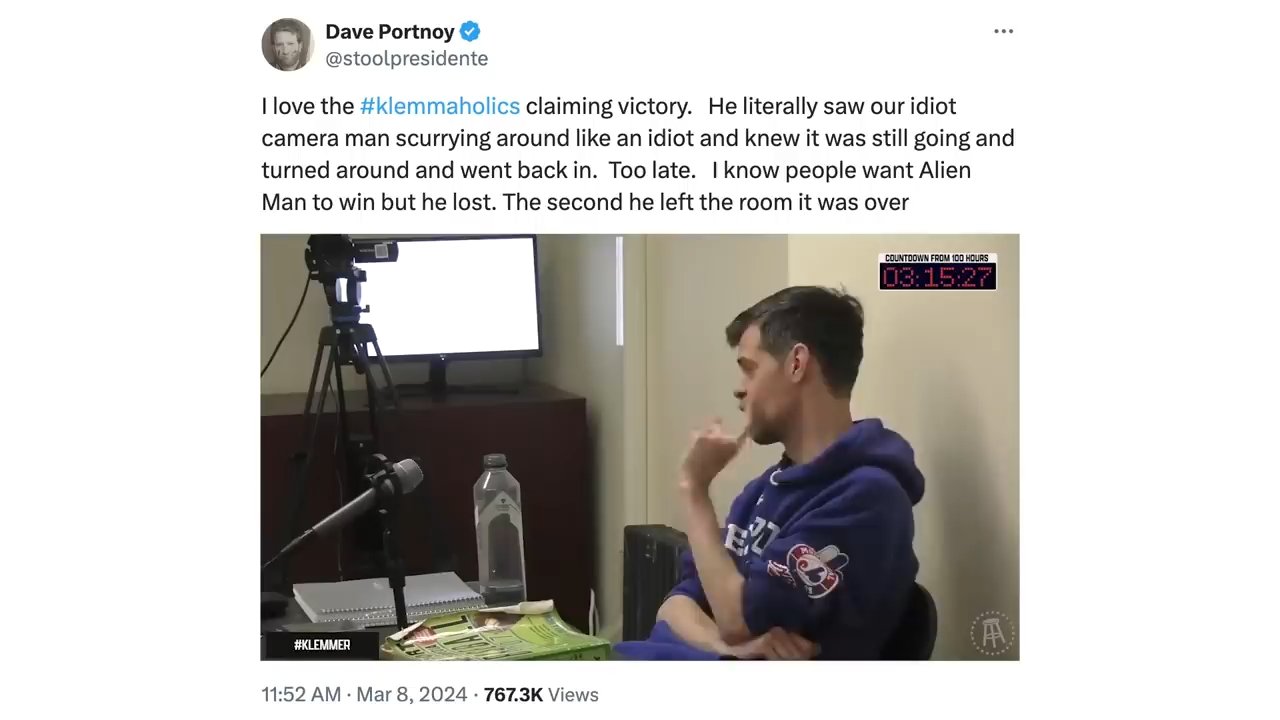 Dave Portnoy
@stoolpresidente
I love the #klemmaholics claiming victory.   He literally saw our idiot
camera man scurrying around like an idiot and knew it was still going and
turned around and went back in.  Too late.   I know people want Alien
Man to win but he lost. The second he left the room it was over
COUNTDOWN FROM 100 HOURS
03:15:27
#KLEMMER
11:52 AM · Mar 8, 2024 · 767.3K Views